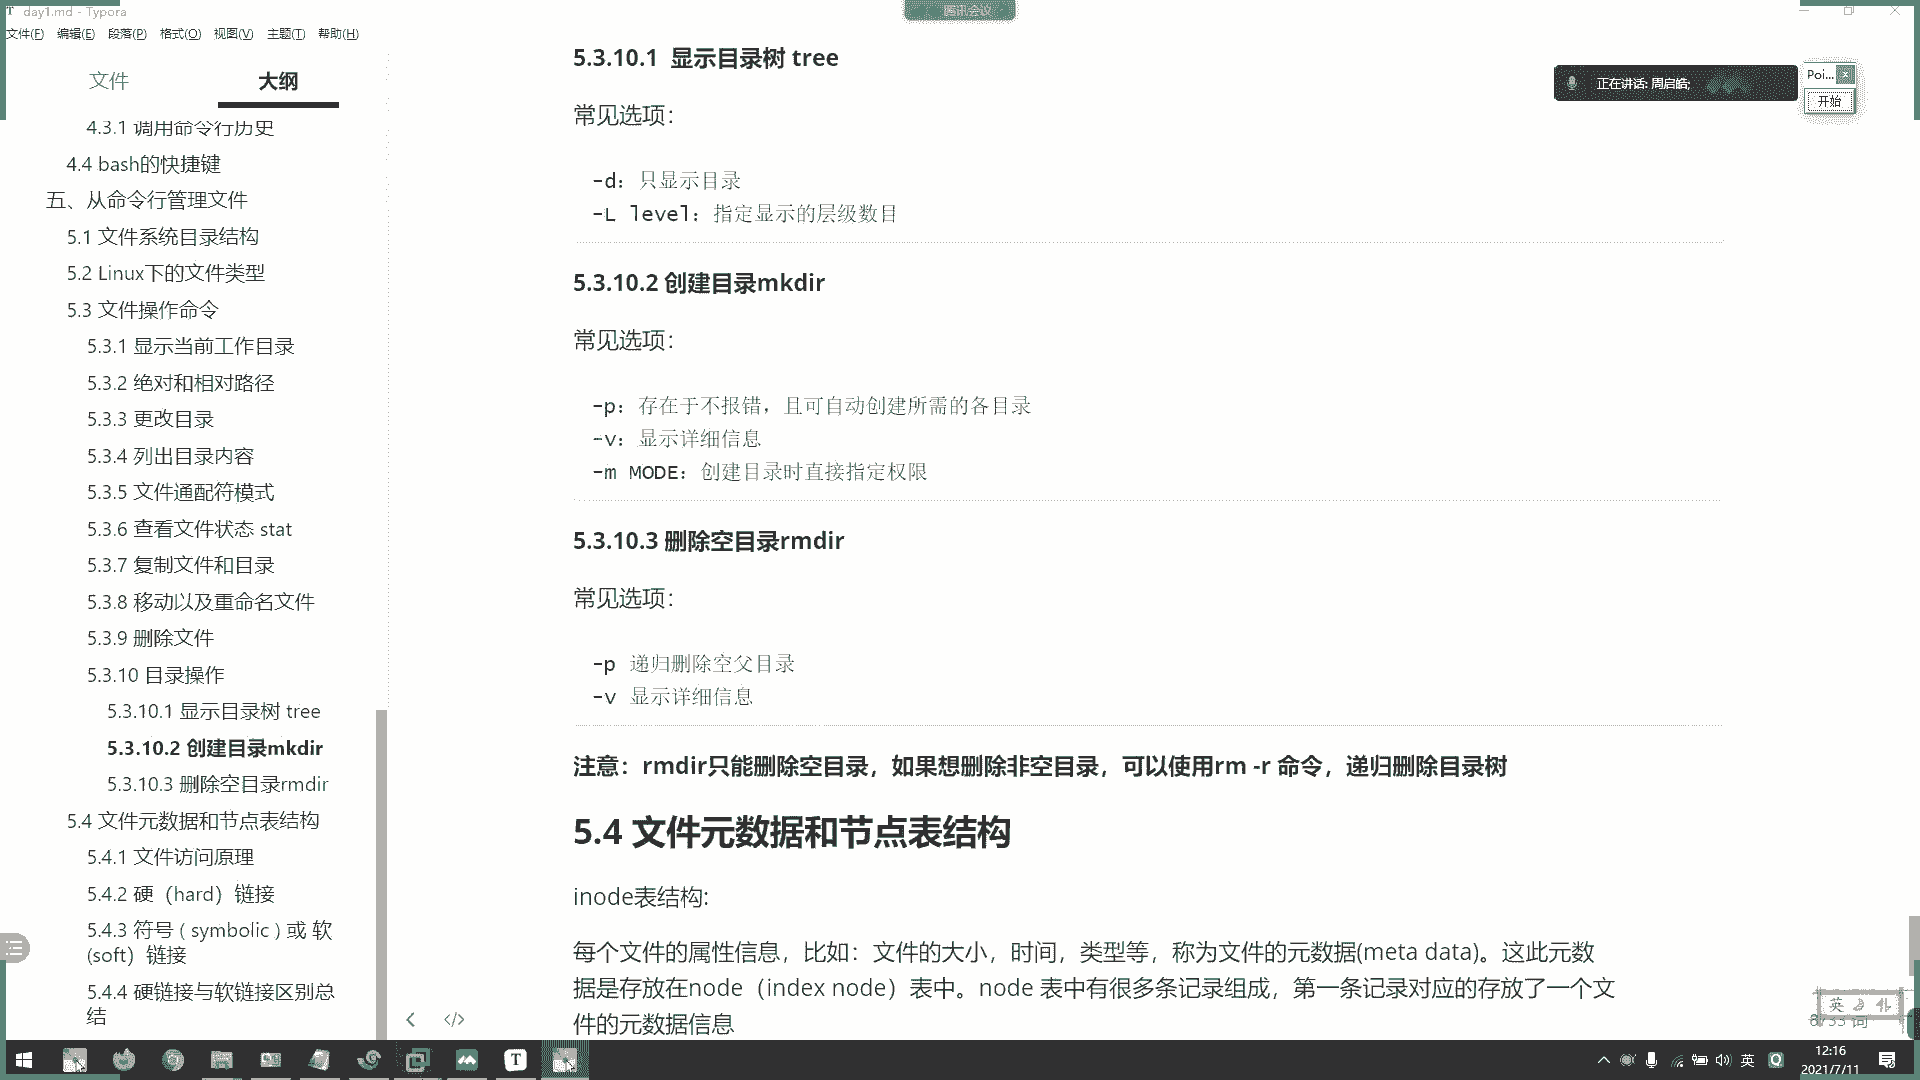 day1.md - Typora
腾讯会议
文件(F) 编辑(E) 段落(P) 格式(O) 视图(V) 主题(T) 帮助(H)
文件
大纲
4.3.1 调用命令行历史
4.4 bash的快捷键
五、从命令行管理文件
5.1 文件系统目录结构
5.2 Linux下的文件类型
5.3 文件操作命令
5.3.1 显示当前工作目录
5.3.2 绝对和相对路径
5.3.3 更改目录
5.3.4 列出目录内容
5.3.5 文件通配符模式
5.3.6 查看文件状态 stat
5.3.7 复制文件和目录
5.3.8 移动以及重命名文件
5.3.9 删除文件
5.3.10 目录操作
5.3.10.1 显示目录树 tree
5.3.10.2 创建目录mkdir
5.3.10.3 删除空目录rmdir
5.4 文件元数据和节点表结构
5.4.1 文件访问原理
5.4.2 硬（hard）链接
5.4.3 符号 ( symbolic ) 或 软
(soft）链接
5.4.4 硬链接与软链接区别总
结
5.3.10.1 显示目录树 tree
常见选项：
-d：只显示目录
-L level：指定显示的层级数目
5.3.10.2 创建目录mkdir
常见选项：
-p：存在于不报错，且可自动创建所需的各目录
-v：显示详细信息
-m MODE：创建目录时直接指定权限
5.3.10.3 删除空目录rmdir
常见选项：
-p 递归删除空父目录
-v 显示详细信息
注意：rmdir只能删除空目录，如果想删除非空目录，可以使用rm -r 命令，递归删除目录树
5.4 文件元数据和节点表结构
inode表结构:
每个文件的属性信息，比如：文件的大小，时间，类型等，称为文件的元数据(meta data)。这此元数
据是存放在node（index node）表中。node 表中有很多条记录组成，第一条记录对应的存放了一个文
件的元数据信息
正在讲话: 周启皓;
Poi...
开始
英
词
英
12:16
2021/7/11